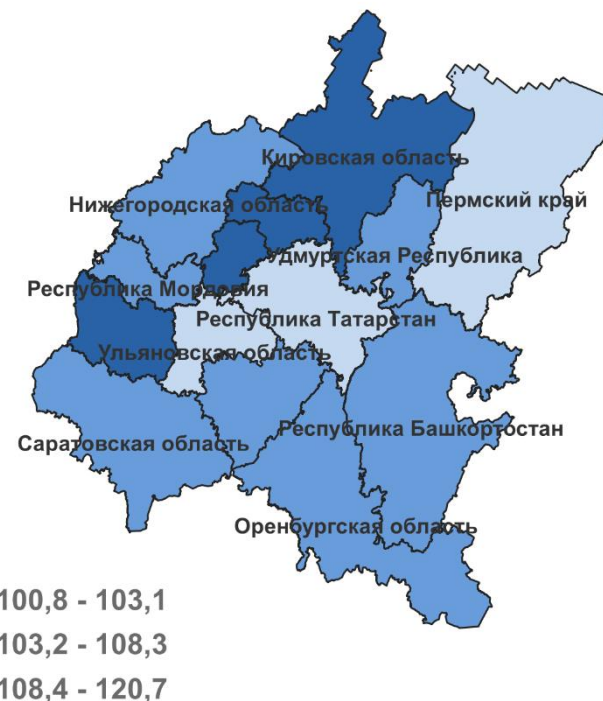 Кировская область
Пермский край
Нижегородская область
Удмуртская Республика
Республика Мордовия
Республика Татарстан
Ульяновская область
Республика Башкортостан
Саратовская область
Оренбургская область
100,8 - 103,1
103,2 - 108,3
108,4 - 120,7